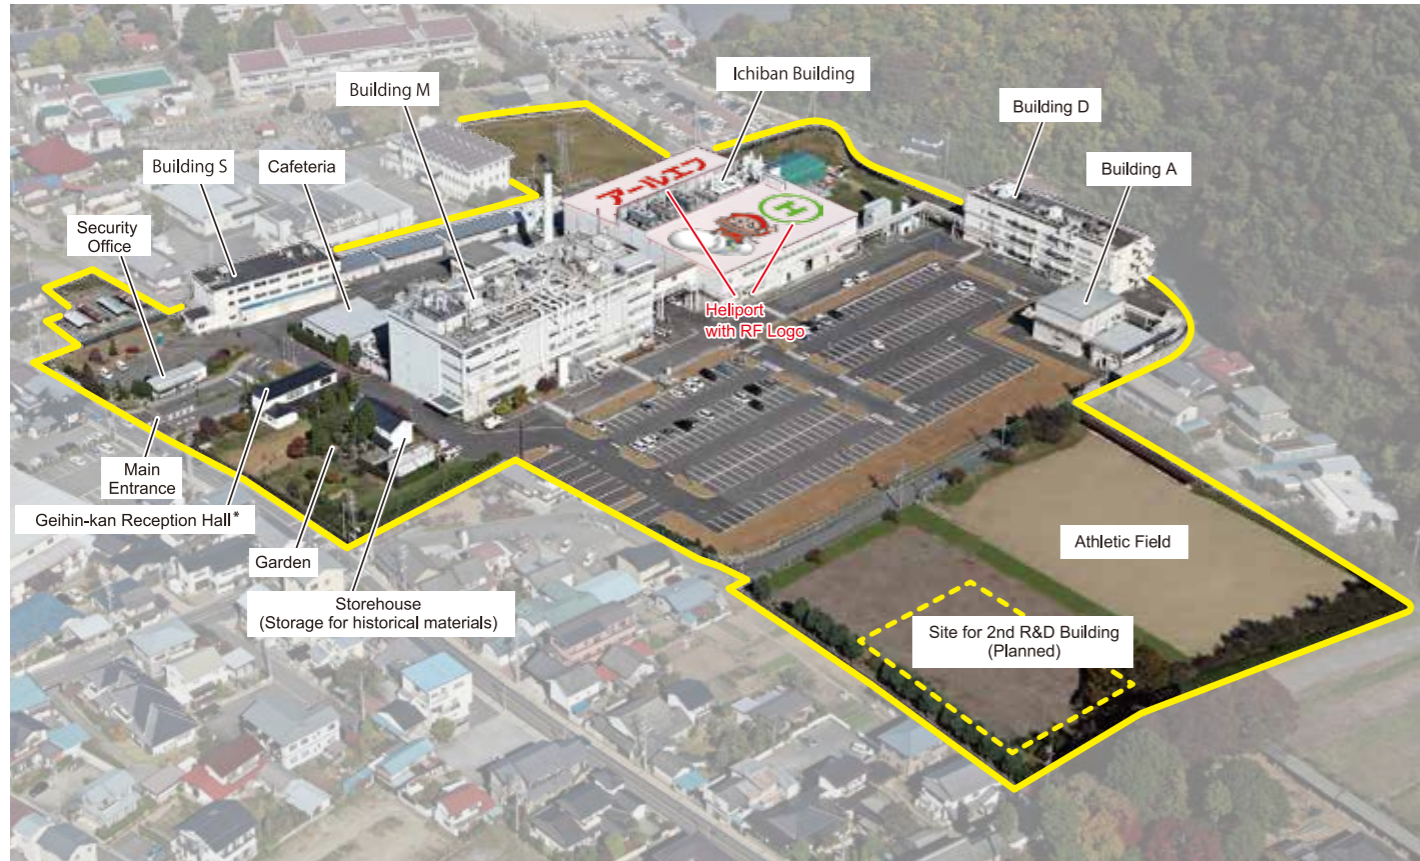 Ichiban Building
Building M
Building D
Building S
Cafeteria
Building A
Security
Office
アールエフ
H
Heliport
with RF Logo
Main
Entrance
Geihin-kan Reception Hall*
Garden
Storehouse
(Storage for historical materials)
Athletic Field
Site for 2nd R&D Building
(Planned)